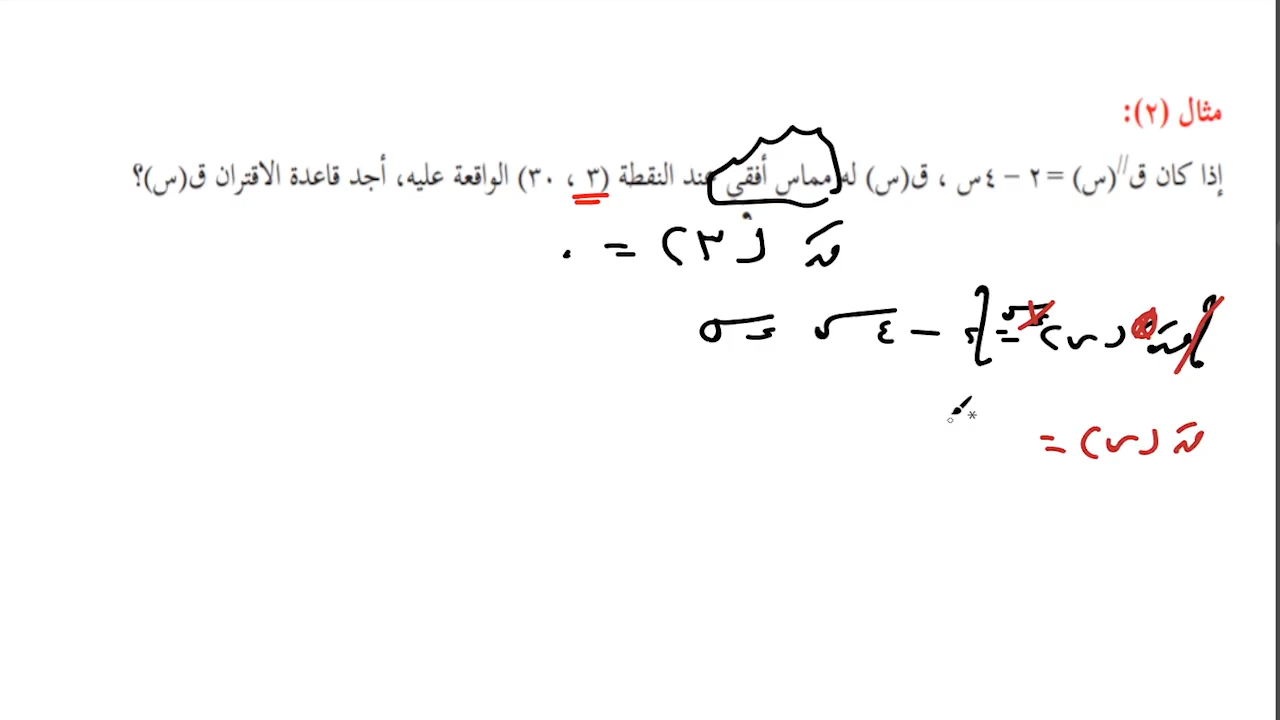 مثال (٢):
إذا كان ق//(س) = ٢ − ٤س ، ق(س) له مماس أفقي عند النقطة (٣ ، ٣٠) الواقعة عليه، أجد قاعدة الاقتران ق(س)؟
قَ (٣) = ٠
(س) = ∫ ٢ − ٤س ءس
قَ (س) =